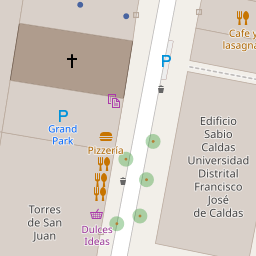 Cafe y
lasagna
P
P
Grand
Park
Pizzeria
Edificio
Sabio
Caldas
Universidad
Distrital
Francisco
José
de Caldas
Torres
de San
Juan
Dulces
Ideas